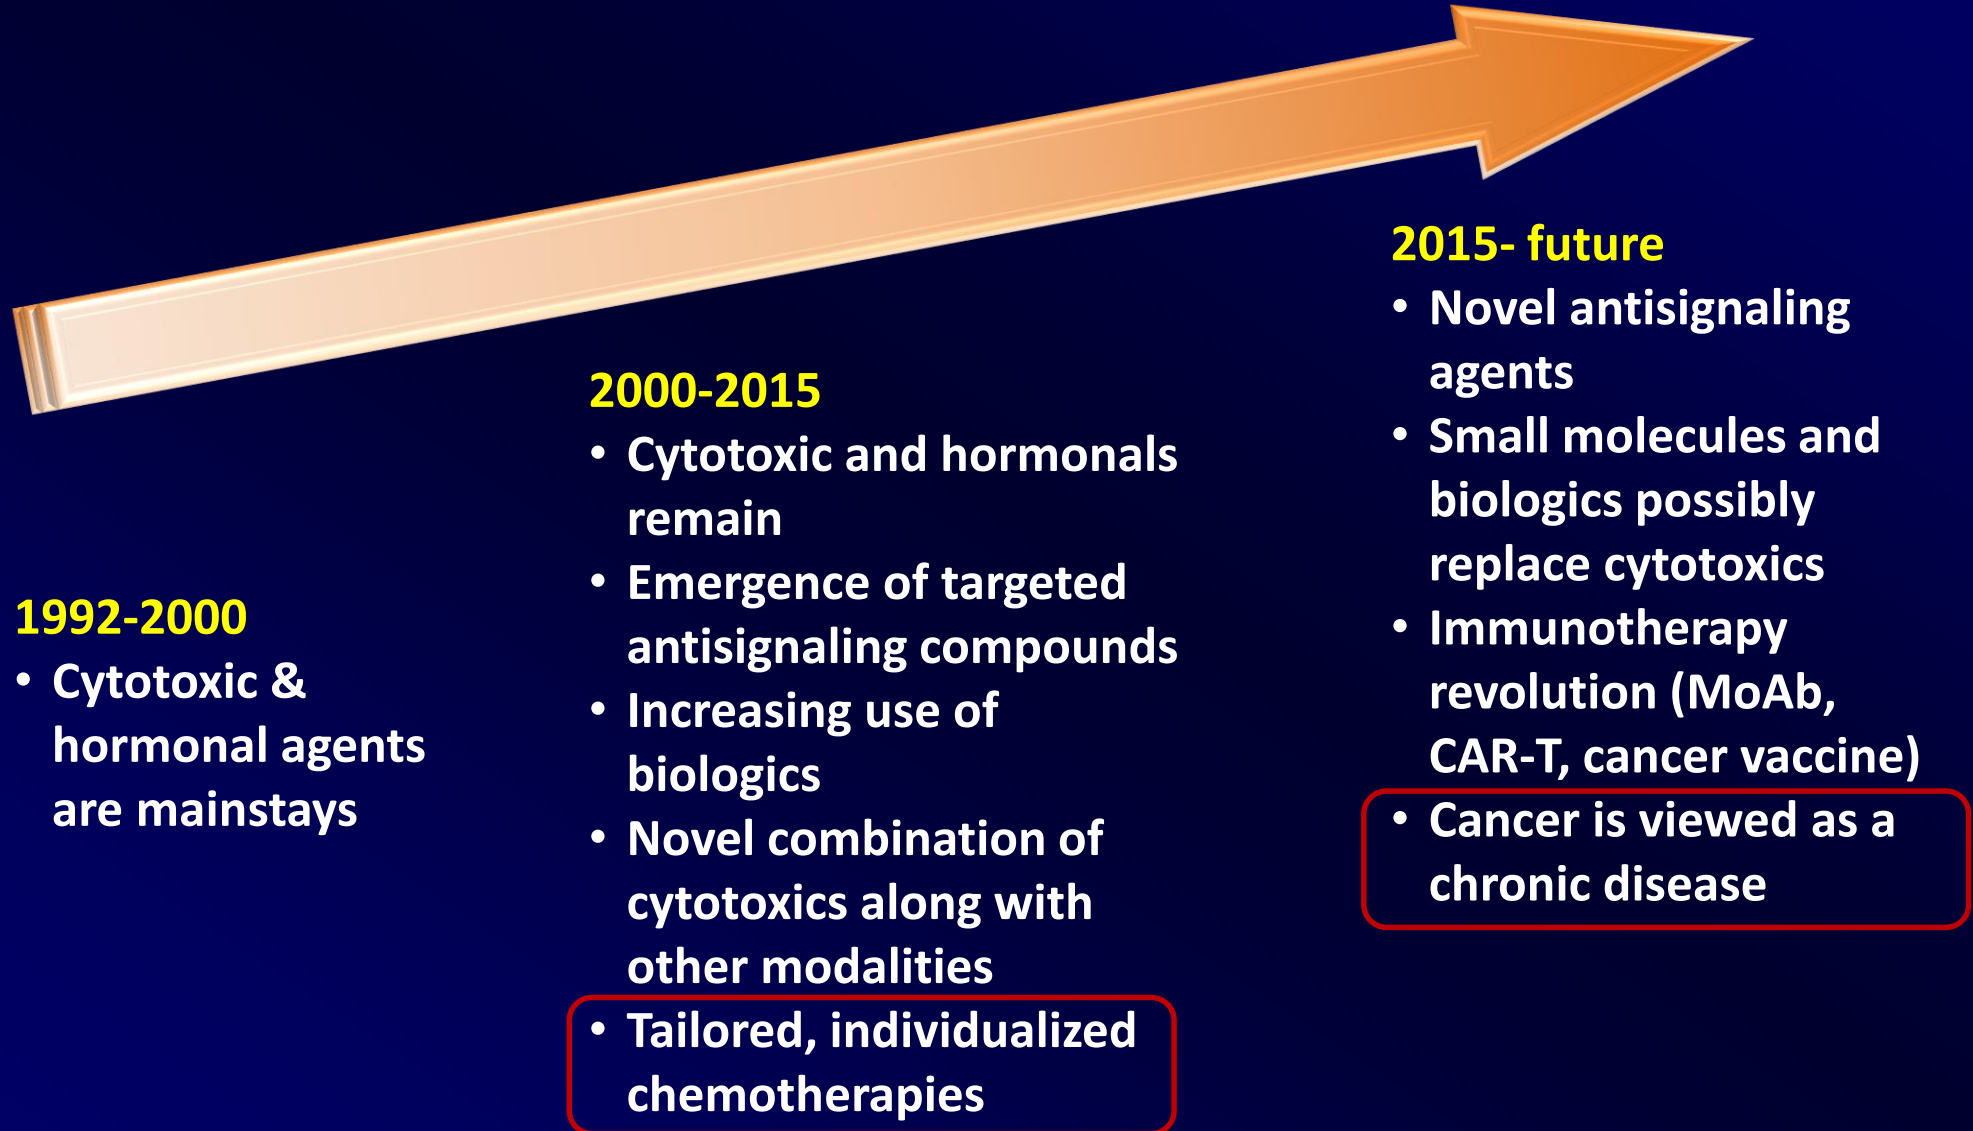 1992-2000
• Cytotoxic &
hormonal agents
are mainstays
2000-2015
• Cytotoxic and hormonals
remain
• Emergence of targeted
antisignaling compounds
• Increasing use of
biologics
• Novel combination of
cytotoxics along with
other modalities
• Tailored, individualized
chemotherapies
2015- future
• Novel antisignaling
agents
• Small molecules and
biologics possibly
replace cytotoxics
• Immunotherapy
revolution (MoAb,
CAR-T, cancer vaccine)
• Cancer is viewed as a
chronic disease